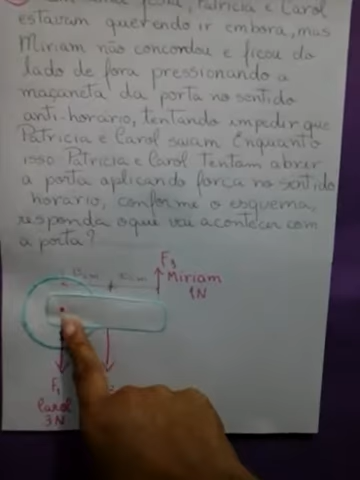 Patricia e Carol
estavam querendo ir embora, mas
Miriam não concordou e ficou do
lado de fora pressionando a
maçaneta da porta no sentido
anti-horário, tentando impedir que
Patricia e Carol saiam. Enquanto
isso Patricia e Carol tentam abrir
a porta aplicando força no sentido
horário, conforme o esquema,
responda o que vai acontecer com
a porta?
F3
Miriam
1N
F1
Carol
3N